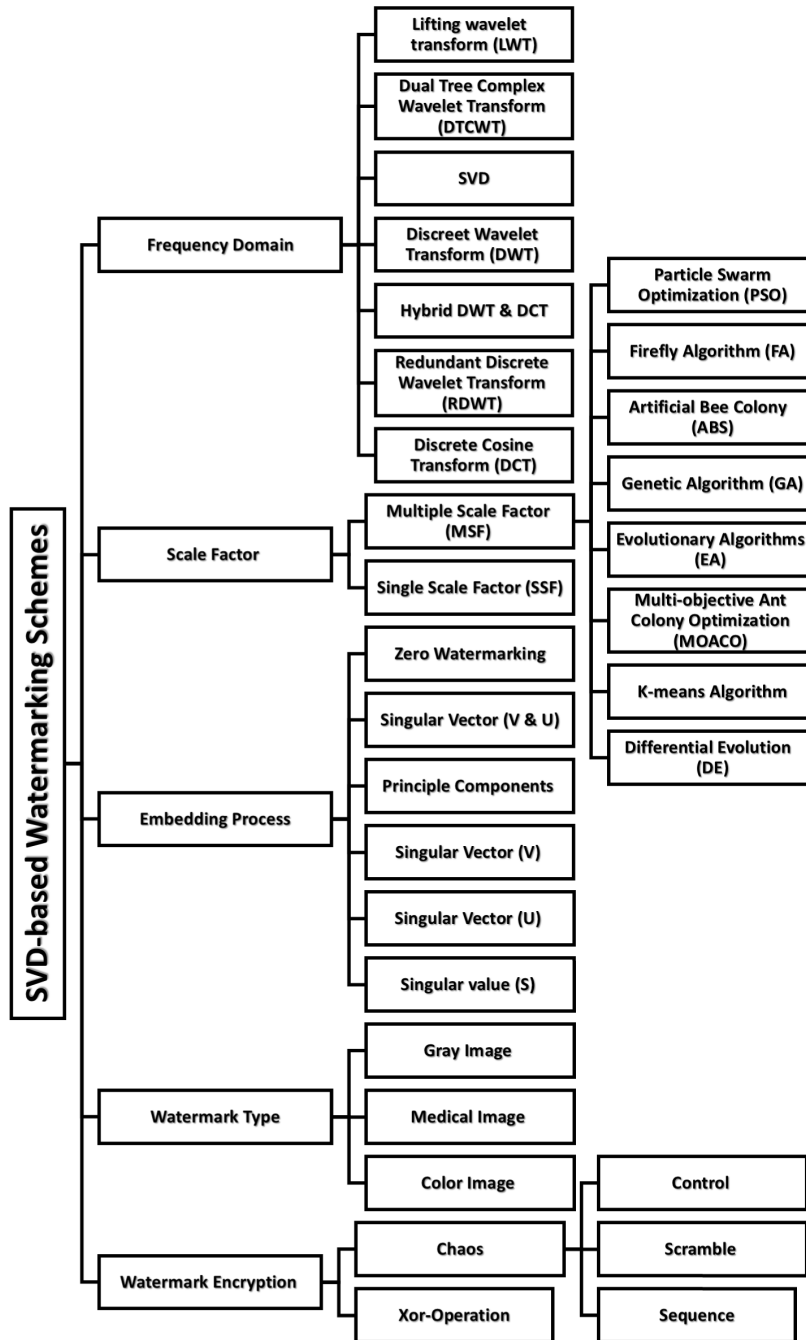 SVD-based Watermarking Schemes
Frequency Domain
Lifting wavelet
transform (LWT)
Dual Tree Complex
Wavelet Transform
(DTCWT)
SVD
Discreet Wavelet
Transform (DWT)
Hybrid DWT & DCT
Redundant Discrete
Wavelet Transform
(RDWT)
Discrete Cosine
Transform (DCT)
Scale Factor
Multiple Scale Factor
(MSF)
Particle Swarm
Optimization (PSO)
Firefly Algorithm (FA)
Artificial Bee Colony
(ABS)
Genetic Algorithm (GA)
Evolutionary Algorithms
(EA)
Multi-objective Ant
Colony Optimization
(MOACO)
K-means Algorithm
Differential Evolution
(DE)
Single Scale Factor (SSF)
Embedding Process
Zero Watermarking
Singular Vector (V & U)
Principle Components
Singular Vector (V)
Singular Vector (U)
Singular value (S)
Watermark Type
Gray Image
Medical Image
Color Image
Watermark Encryption
Chaos
Control
Scramble
Sequence
Xor-Operation